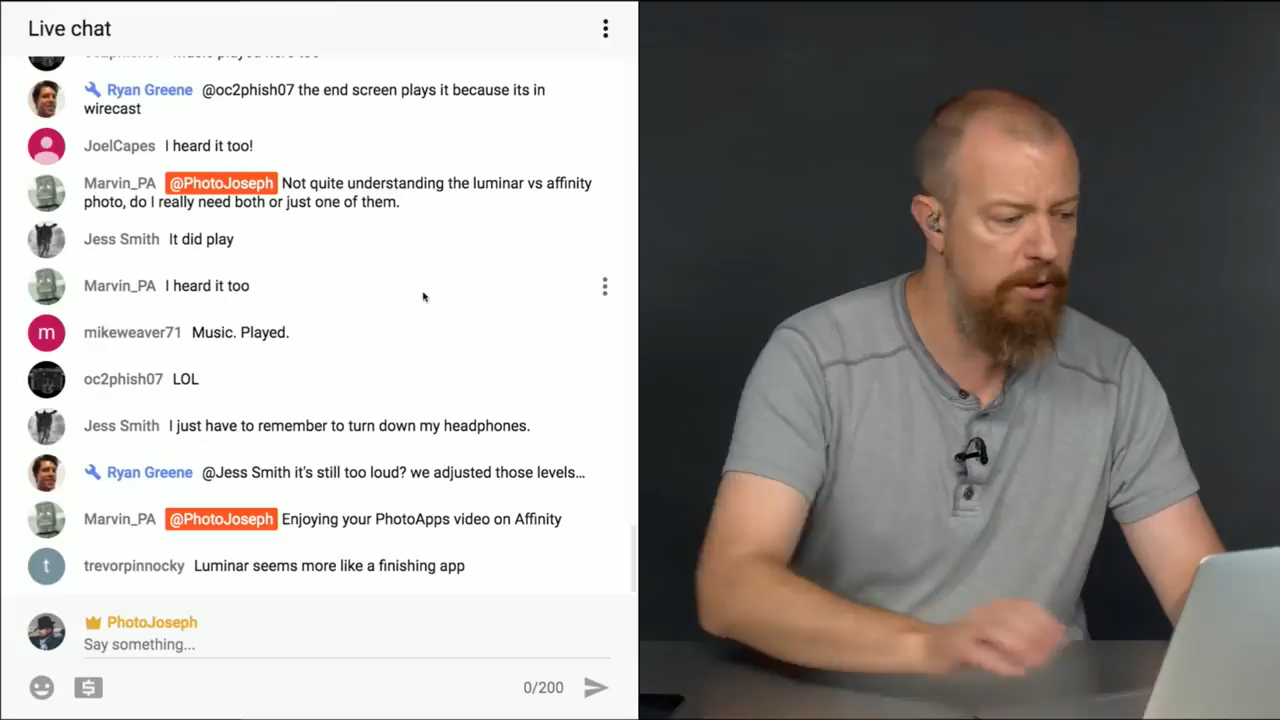 Live chat
Ryan Greene @oc2phish07 the end screen plays it because its in
wirecast
JoelCapes I heard it too!
Marvin_PA @PhotoJoseph Not quite understanding the luminar vs affinity
photo, do I really need both or just one of them.
Jess Smith It did play
Marvin_PA I heard it too
m mikeweaver71 Music. Played.
oc2phish07 LOL
Jess Smith I just have to remember to turn down my headphones.
Ryan Greene @Jess Smith it's still too loud? we adjusted those levels...
Marvin_PA @PhotoJoseph Enjoying your PhotoApps video on Affinity
t trevorpinnocky Luminar seems more like a finishing app
PhotoJoseph
Say something...
$ 0/200